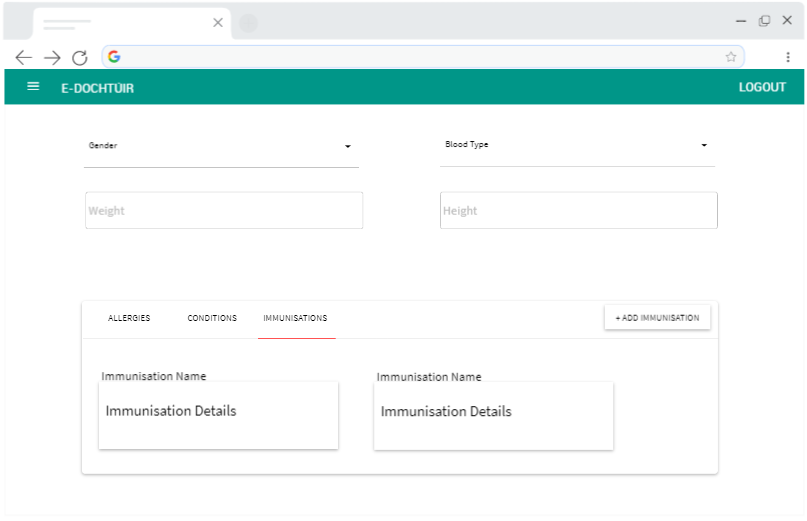 E-DOCHTÚIR LOGOUT
Gender Blood Type
Weight Height
ALLERGIES CONDITIONS IMMUNISATIONS + ADD IMMUNISATION
Immunisation Name Immunisation Name
Immunisation Details Immunisation Details